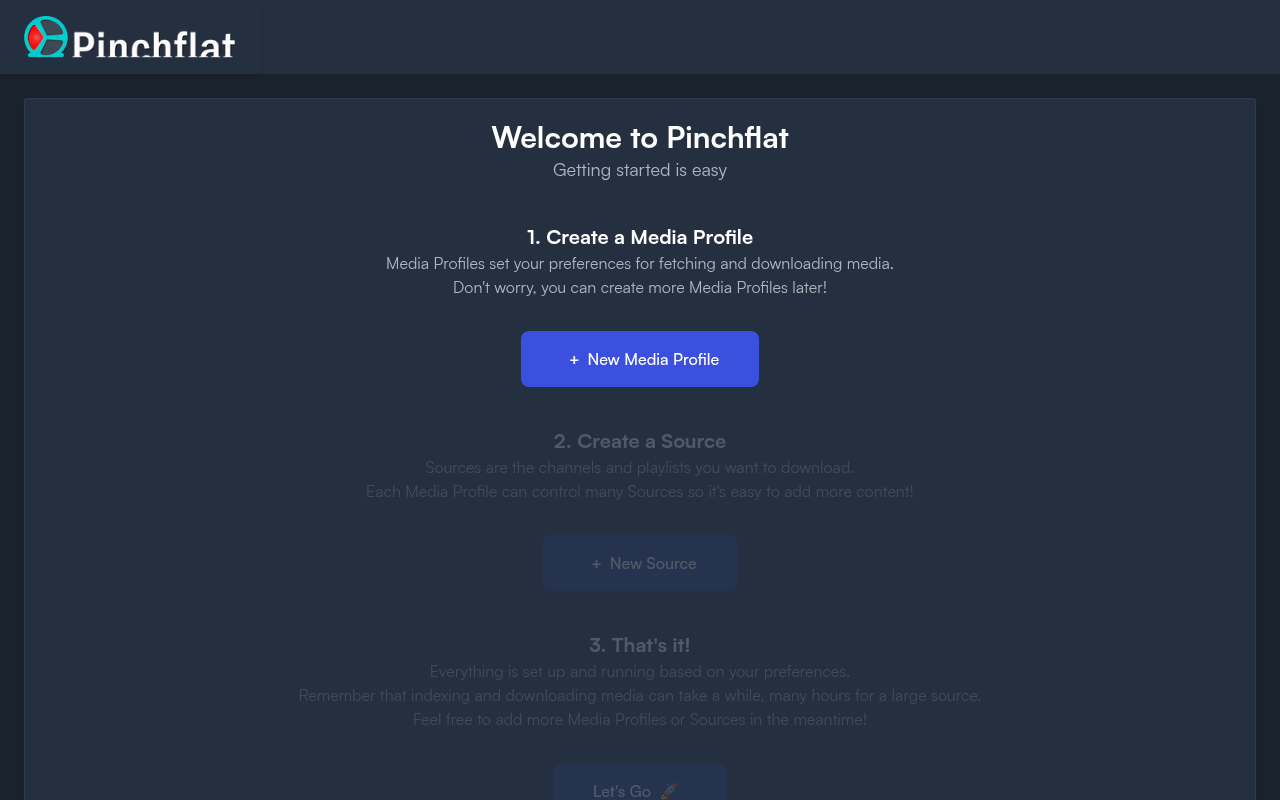 Pinchflat
Welcome to Pinchflat
Getting started is easy
1. Create a Media Profile
Media Profiles set your preferences for fetching and downloading media.
Don't worry, you can create more Media Profiles later!
+ New Media Profile
2. Create a Source
Sources are the channels and playlists you want to download.
Each Media Profile can control many Sources so it's easy to add more content!
+ New Source
3. That's it!
Everything is set up and running based on your preferences.
Remember that indexing and downloading media can take a while, many hours for a large source.
Feel free to add more Media Profiles or Sources in the meantime!
Let's Go 🚀